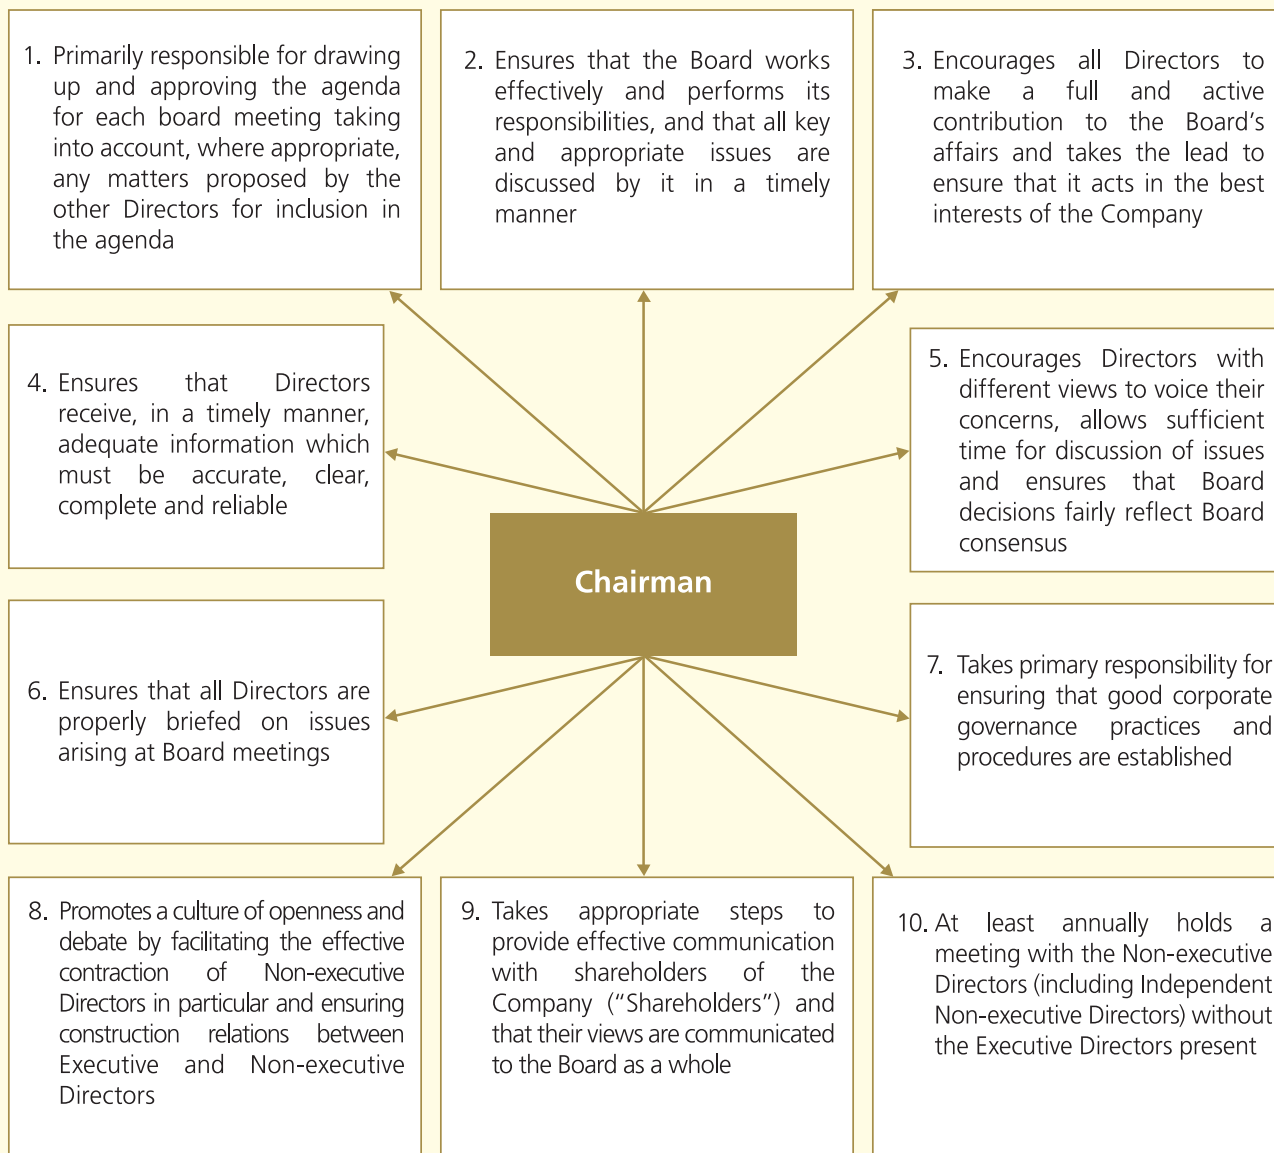 1. Primarily responsible for drawing
up and approving the agenda
for each board meeting taking
into account, where appropriate,
any matters proposed by the
other Directors for inclusion in
the agenda
2. Ensures that the Board works
effectively and performs its
responsibilities, and that all key
and appropriate issues are
discussed by it in a timely
manner
3. Encourages all Directors to
make a full and active
contribution to the Board's
affairs and takes the lead to
ensure that it acts in the best
interests of the Company
4. Ensures that Directors
receive, in a timely manner,
adequate information which
must be accurate, clear,
complete and reliable
5. Encourages Directors with
different views to voice their
concerns, allows sufficient
time for discussion of issues
and ensures that Board
decisions fairly reflect Board
consensus
Chairman
6. Ensures that all Directors are
properly briefed on issues
arising at Board meetings
7. Takes primary responsibility for
ensuring that good corporate
governance practices and
procedures are established
8. Promotes a culture of openness and
debate by facilitating the effective
contraction of Non-executive
Directors in particular and ensuring
construction relations between
Executive and Non-executive
Directors
9. Takes appropriate steps to
provide effective communication
with shareholders of the
Company ("Shareholders") and
that their views are communicated
to the Board as a whole
10. At least annually holds a
meeting with the Non-executive
Directors (including Independent
Non-executive Directors) without
the Executive Directors present